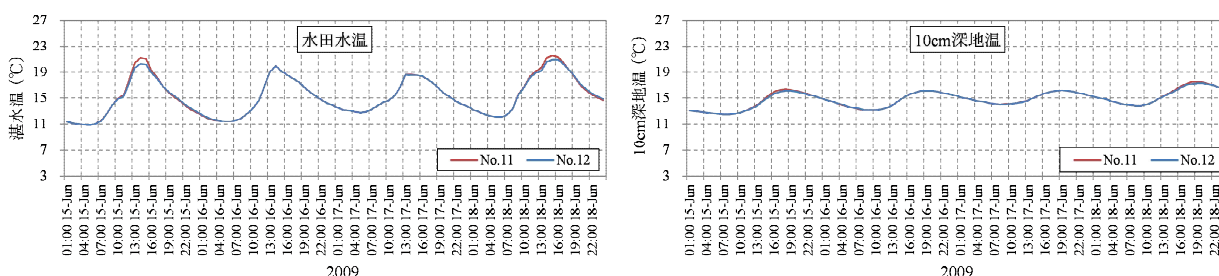 水田水温
湛水温（℃）
27
23
19
15
11
7
3
No.11 No.12
01:00 15-Jun
04:00 15-Jun
07:00 15-Jun
10:00 15-Jun
13:00 15-Jun
16:00 15-Jun
19:00 15-Jun
22:00 15-Jun
01:00 16-Jun
04:00 16-Jun
07:00 16-Jun
10:00 16-Jun
13:00 16-Jun
16:00 16-Jun
19:00 16-Jun
22:00 16-Jun
01:00 17-Jun
04:00 17-Jun
07:00 17-Jun
10:00 17-Jun
13:00 17-Jun
16:00 17-Jun
19:00 17-Jun
22:00 17-Jun
01:00 18-Jun
04:00 18-Jun
07:00 18-Jun
10:00 18-Jun
13:00 18-Jun
16:00 18-Jun
19:00 18-Jun
22:00 18-Jun
2009
10cm深地温
10cm深地温（℃）
27
23
19
15
11
7
3
No.11 No.12
01:00 15-Jun
04:00 15-Jun
07:00 15-Jun
10:00 15-Jun
13:00 15-Jun
16:00 15-Jun
19:00 15-Jun
22:00 15-Jun
01:00 16-Jun
04:00 16-Jun
07:00 16-Jun
10:00 16-Jun
13:00 16-Jun
16:00 16-Jun
19:00 16-Jun
22:00 16-Jun
01:00 17-Jun
04:00 17-Jun
07:00 17-Jun
10:00 17-Jun
13:00 17-Jun
16:00 17-Jun
19:00 17-Jun
22:00 17-Jun
01:00 18-Jun
04:00 18-Jun
07:00 18-Jun
10:00 18-Jun
13:00 18-Jun
16:00 18-Jun
19:00 18-Jun
22:00 18-Jun
2009